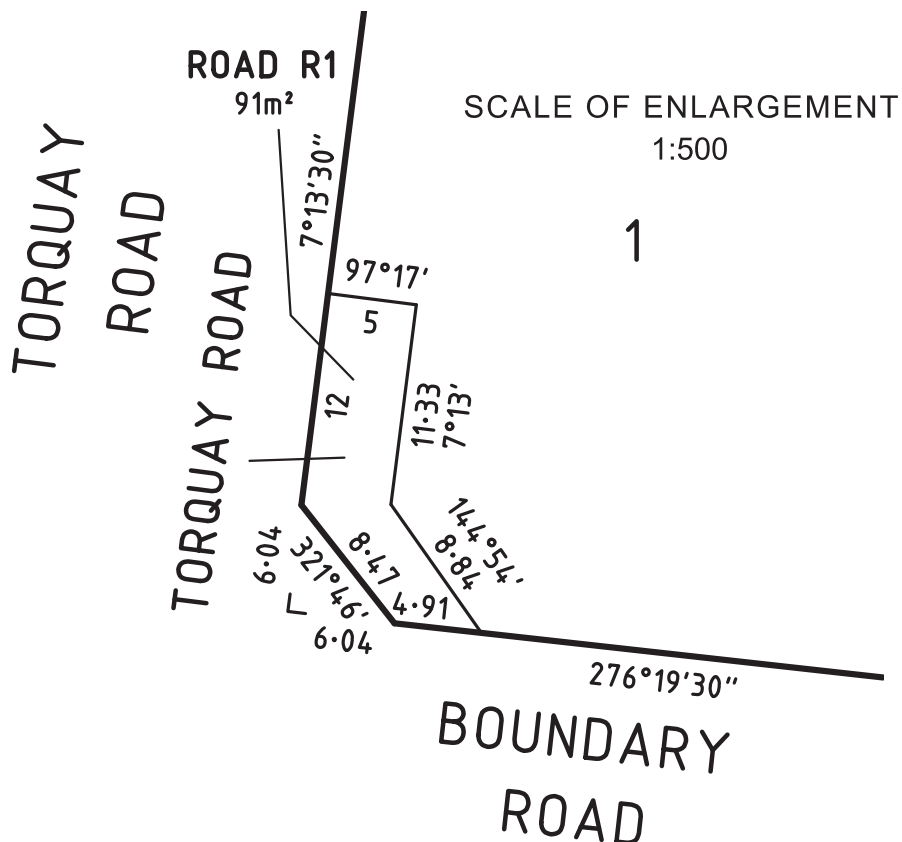 ROAD R1
91m²
SCALE OF ENLARGEMENT
1:500
TORQUAY
ROAD
7°13'30"
1
TORQUAY ROAD
97°17'
5
12
11·33
7°13'
144°54'
8·84
8·47
321°46'
6·04
6·04
4·91
276°19'30"
BOUNDARY
ROAD